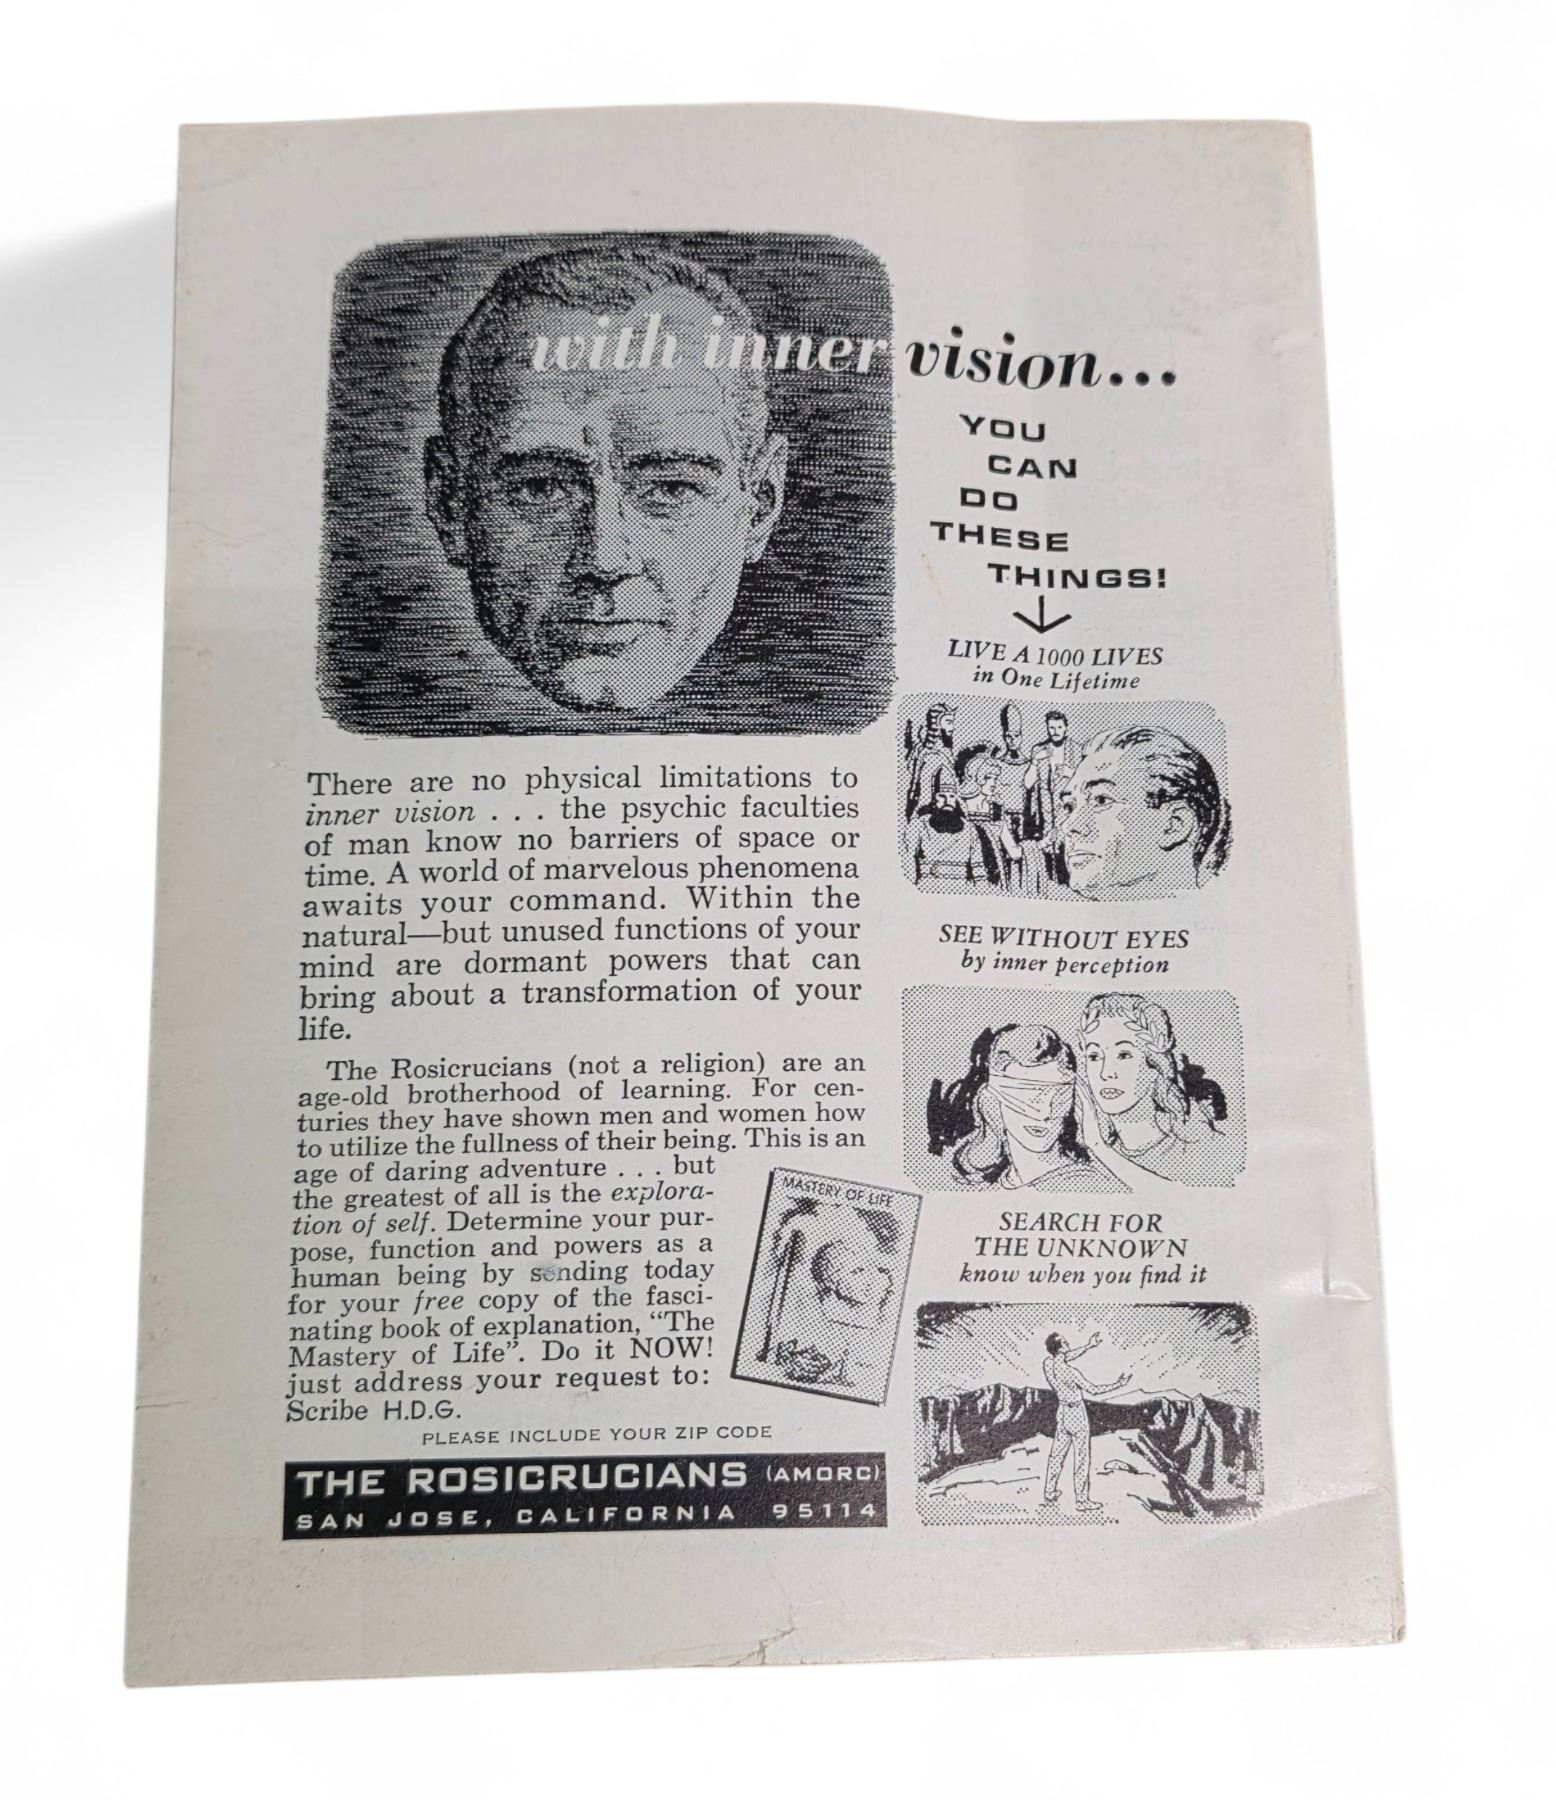 with inner vision...
YOU
CAN
DO
THESE
THINGS!
LIVE A 1000 LIVES
in One Lifetime
SEE WITHOUT EYES
by inner perception
SEARCH FOR
THE UNKNOWN
know when you find it
There are no physical limitations to
inner vision . . . the psychic faculties
of man know no barriers of space or
time. A world of marvelous phenomena
awaits your command. Within the
natural—but unused functions of your
mind are dormant powers that can
bring about a transformation of your
life.
The Rosicrucians (not a religion) are an
age-old brotherhood of learning. For cen-
turies they have shown men and women how
to utilize the fullness of their being. This is an
age of daring adventure . . . but
the greatest of all is the explora-
tion of self. Determine your pur-
pose, function and powers as a
human being by sending today
for your free copy of the fasci-
nating book of explanation, “The
Mastery of Life”. Do it NOW!
just address your request to:
Scribe H.D.G.
MASTERY OF LIFE
PLEASE INCLUDE YOUR ZIP CODE
THE ROSICRUCIANS (AMORC)
SAN JOSE, CALIFORNIA 95114